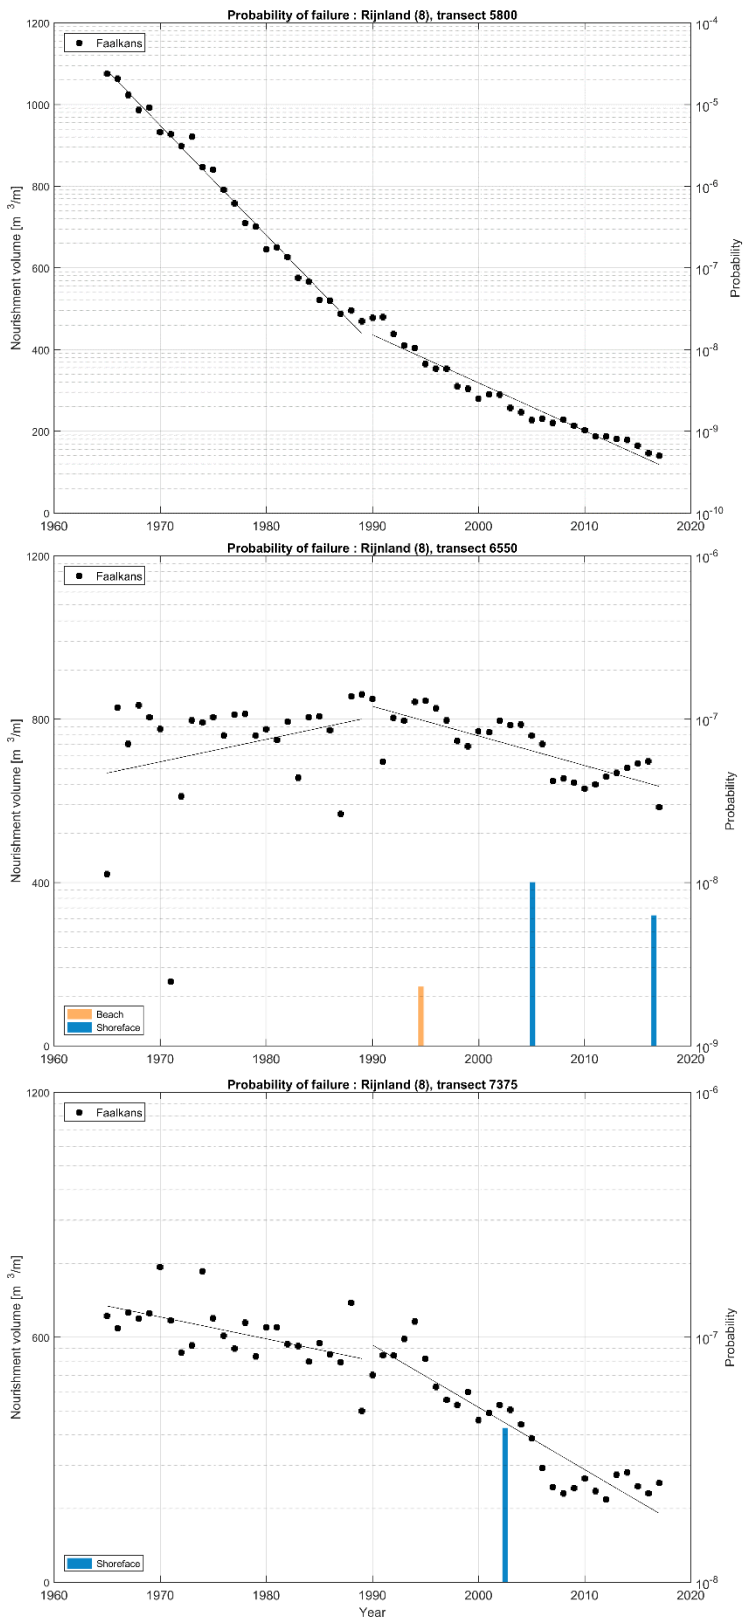 Probability of failure : Rijnland (8), transect 5800
Faalkans
Nourishment volume [m^3/m]
1200
1000
800
600
400
200
0
10^-4
10^-5
10^-6
10^-7
10^-8
10^-9
10^-10
Probability
1960 1970 1980 1990 2000 2010 2020
Probability of failure : Rijnland (8), transect 6550
Faalkans
Nourishment volume [m^3/m]
1200
800
400
0
10^-6
10^-7
10^-8
10^-9
Probability
Beach
Shoreface
1960 1970 1980 1990 2000 2010 2020
Probability of failure : Rijnland (8), transect 7375
Faalkans
Nourishment volume [m^3/m]
1200
600
0
10^-6
10^-7
10^-8
Probability
Shoreface
1960 1970 1980 1990 2000 2010 2020
Year